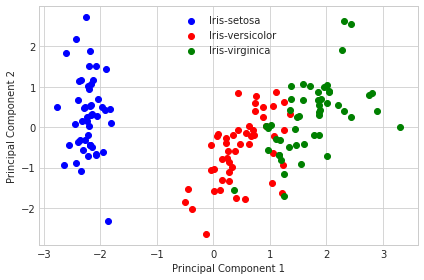 Iris-setosa
Iris-versicolor
Iris-virginica
Principal Component 2
2
1
0
−1
−2
−3
−2
−1
0
1
2
3
Principal Component 1